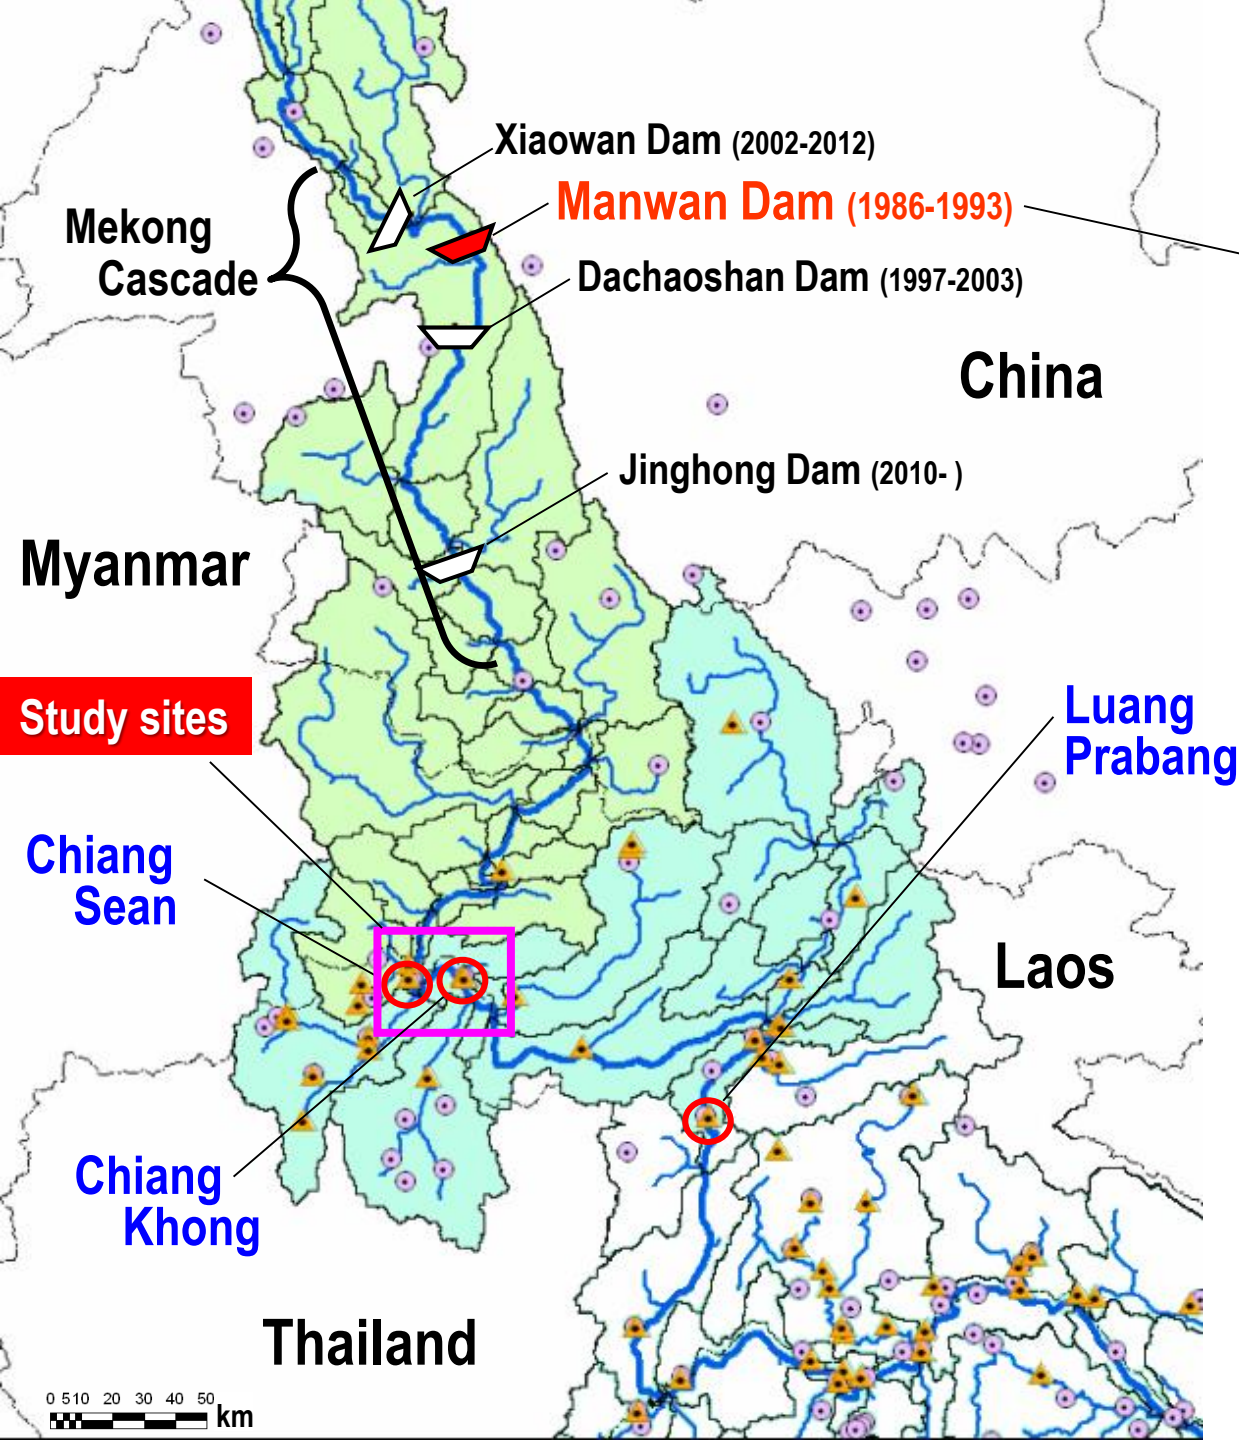 Xiaowan Dam (2002-2012)
Manwan Dam (1986-1993)
Mekong
Cascade
Dachaoshan Dam (1997-2003)
China
Jinghong Dam (2010- )
Myanmar
Study sites
Luang
Prabang
Chiang
Sean
Laos
Chiang
Khong
Thailand
0 5 10 20 30 40 50
km